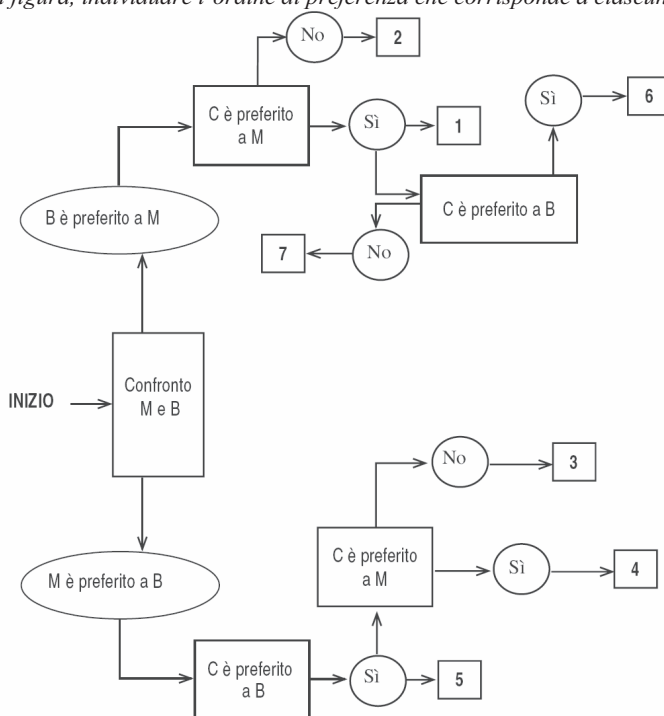 figura, individuare l'ordine di preferenza che corrisponde a ciascun
No
2
C è preferito
a M
Sì
1
Sì
6
B è preferito a M
C è preferito a B
7
No
INIZIO
Confronto
M e B
No
3
C è preferito
a M
Sì
4
M è preferito a B
C è preferito
a B
Sì
5